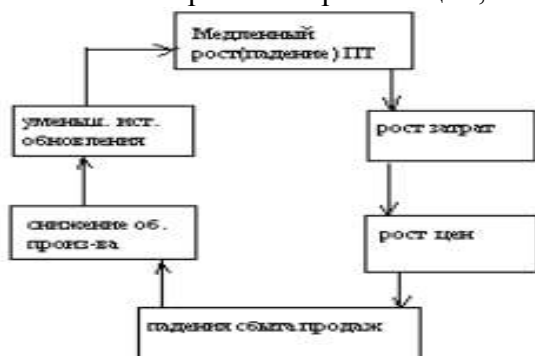 Медленный
рост(падение) ПТ
уменьш. ист.
обновления
рост затрат
снижение об.
произ-ва
рост цен
падения сбыта продаж